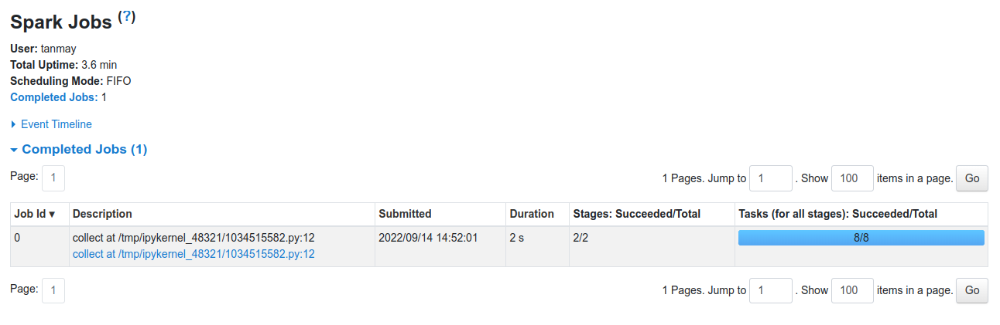 Spark Jobs (?)
User: tanmay
Total Uptime: 3.6 min
Scheduling Mode: FIFO
Completed Jobs: 1
Event Timeline
Completed Jobs (1)
Page: 1 1 Pages. Jump to 1 . Show 100 items in a page. Go
Job Id ▾ Description Submitted Duration Stages: Succeeded/Total Tasks (for all stages): Succeeded/Total
0 collect at /tmp/ipykernel_48321/1034515582.py:12 2022/09/14 14:52:01 2 s 2/2 8/8
collect at /tmp/ipykernel_48321/1034515582.py:12
Page: 1 1 Pages. Jump to 1 . Show 100 items in a page. Go